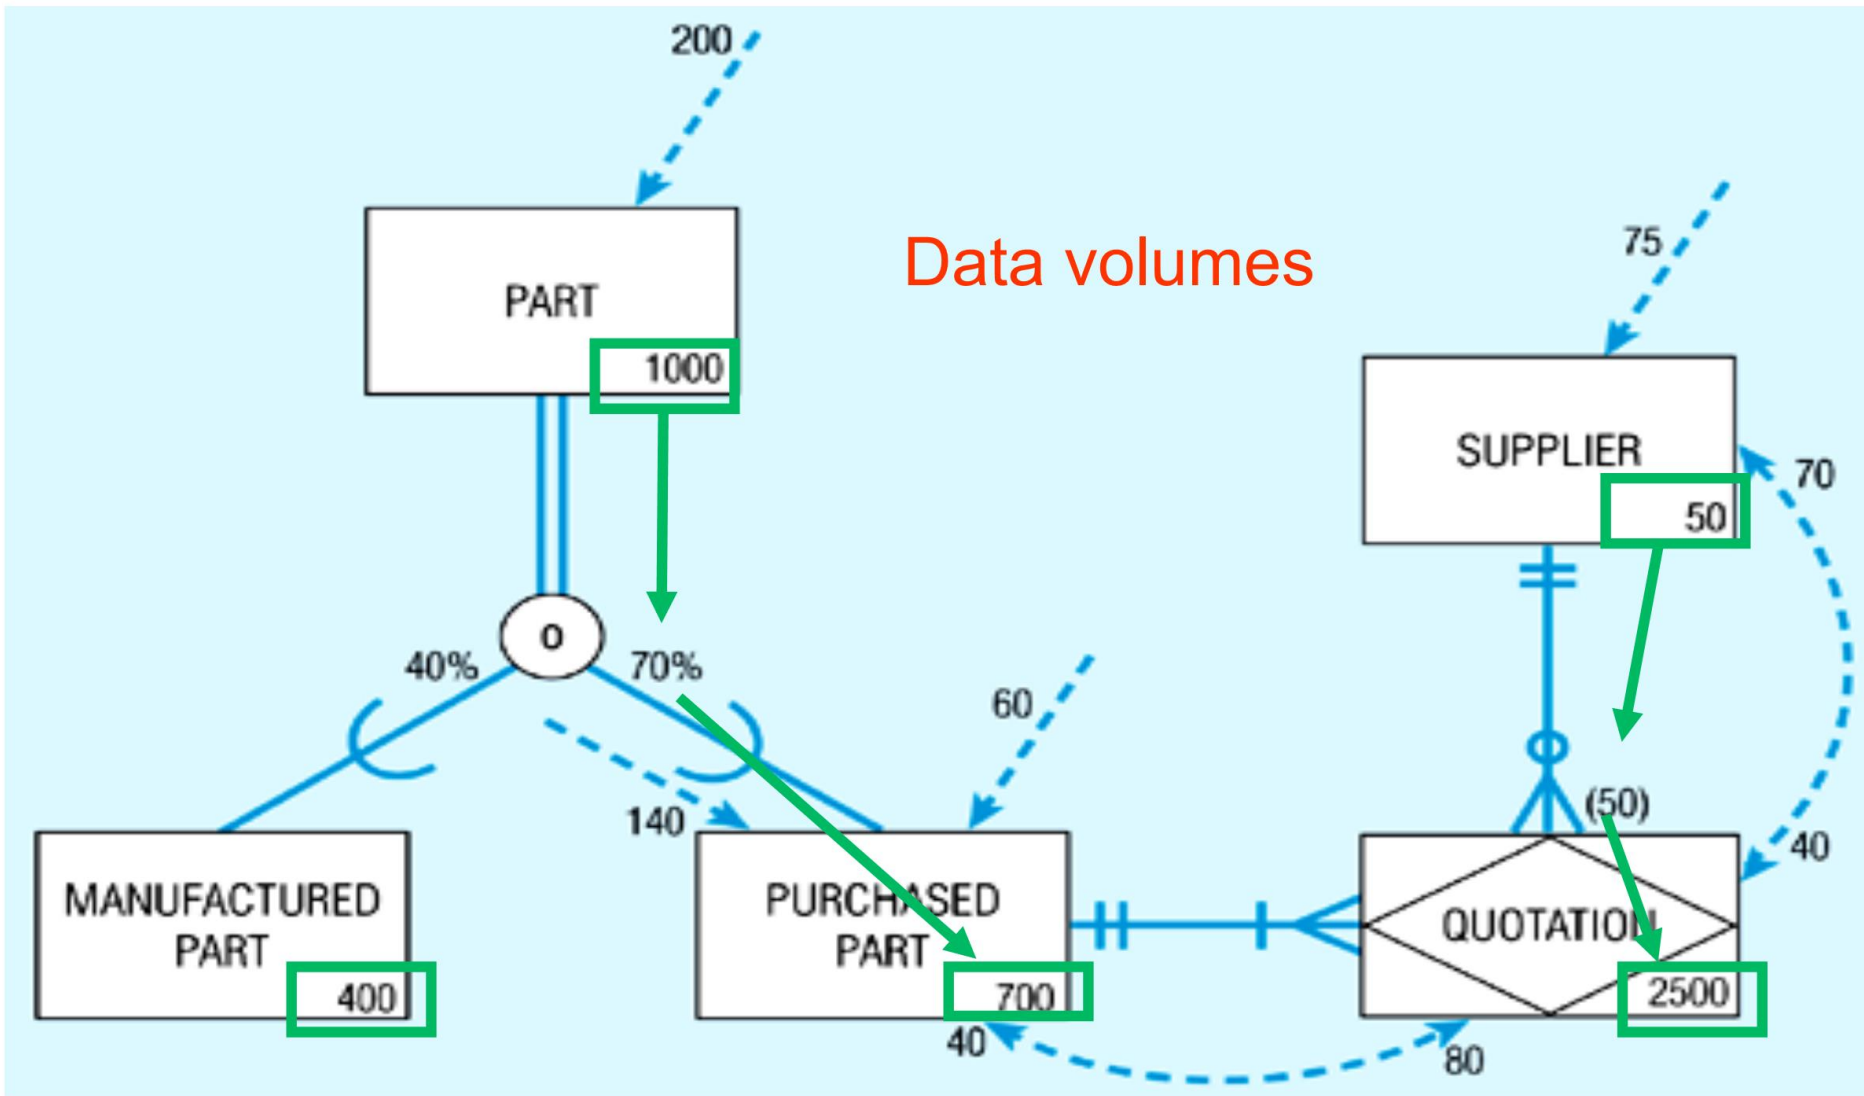 200
Data volumes
75
PART
1000
SUPPLIER
70
50
O
40%
70%
60
(50)
140
40
MANUFACTURED
PART
400
PURCHASED
PART
700
QUOTATION
2500
40
80